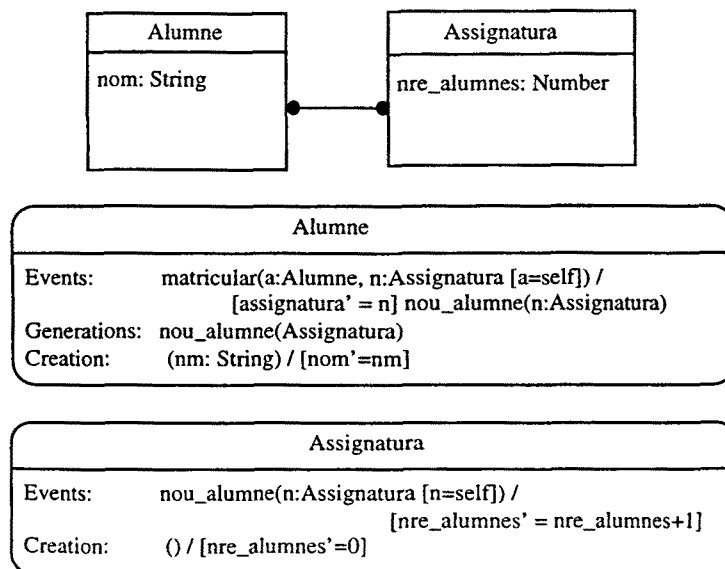 Alumne
nom: String
Assignatura
nre_alumnes: Number
Alumne
Events: matricular(a:Alumne, n:Assignatura [a=self]) /
[assignatura' = n] nou_alumne(n:Assignatura)
Generations: nou_alumne(Assignatura)
Creation: (nm: String) / [nom'=nm]
Assignatura
Events: nou_alumne(n:Assignatura [n=self]) /
[nre_alumnes' = nre_alumnes+1]
Creation: () / [nre_alumnes'=0]